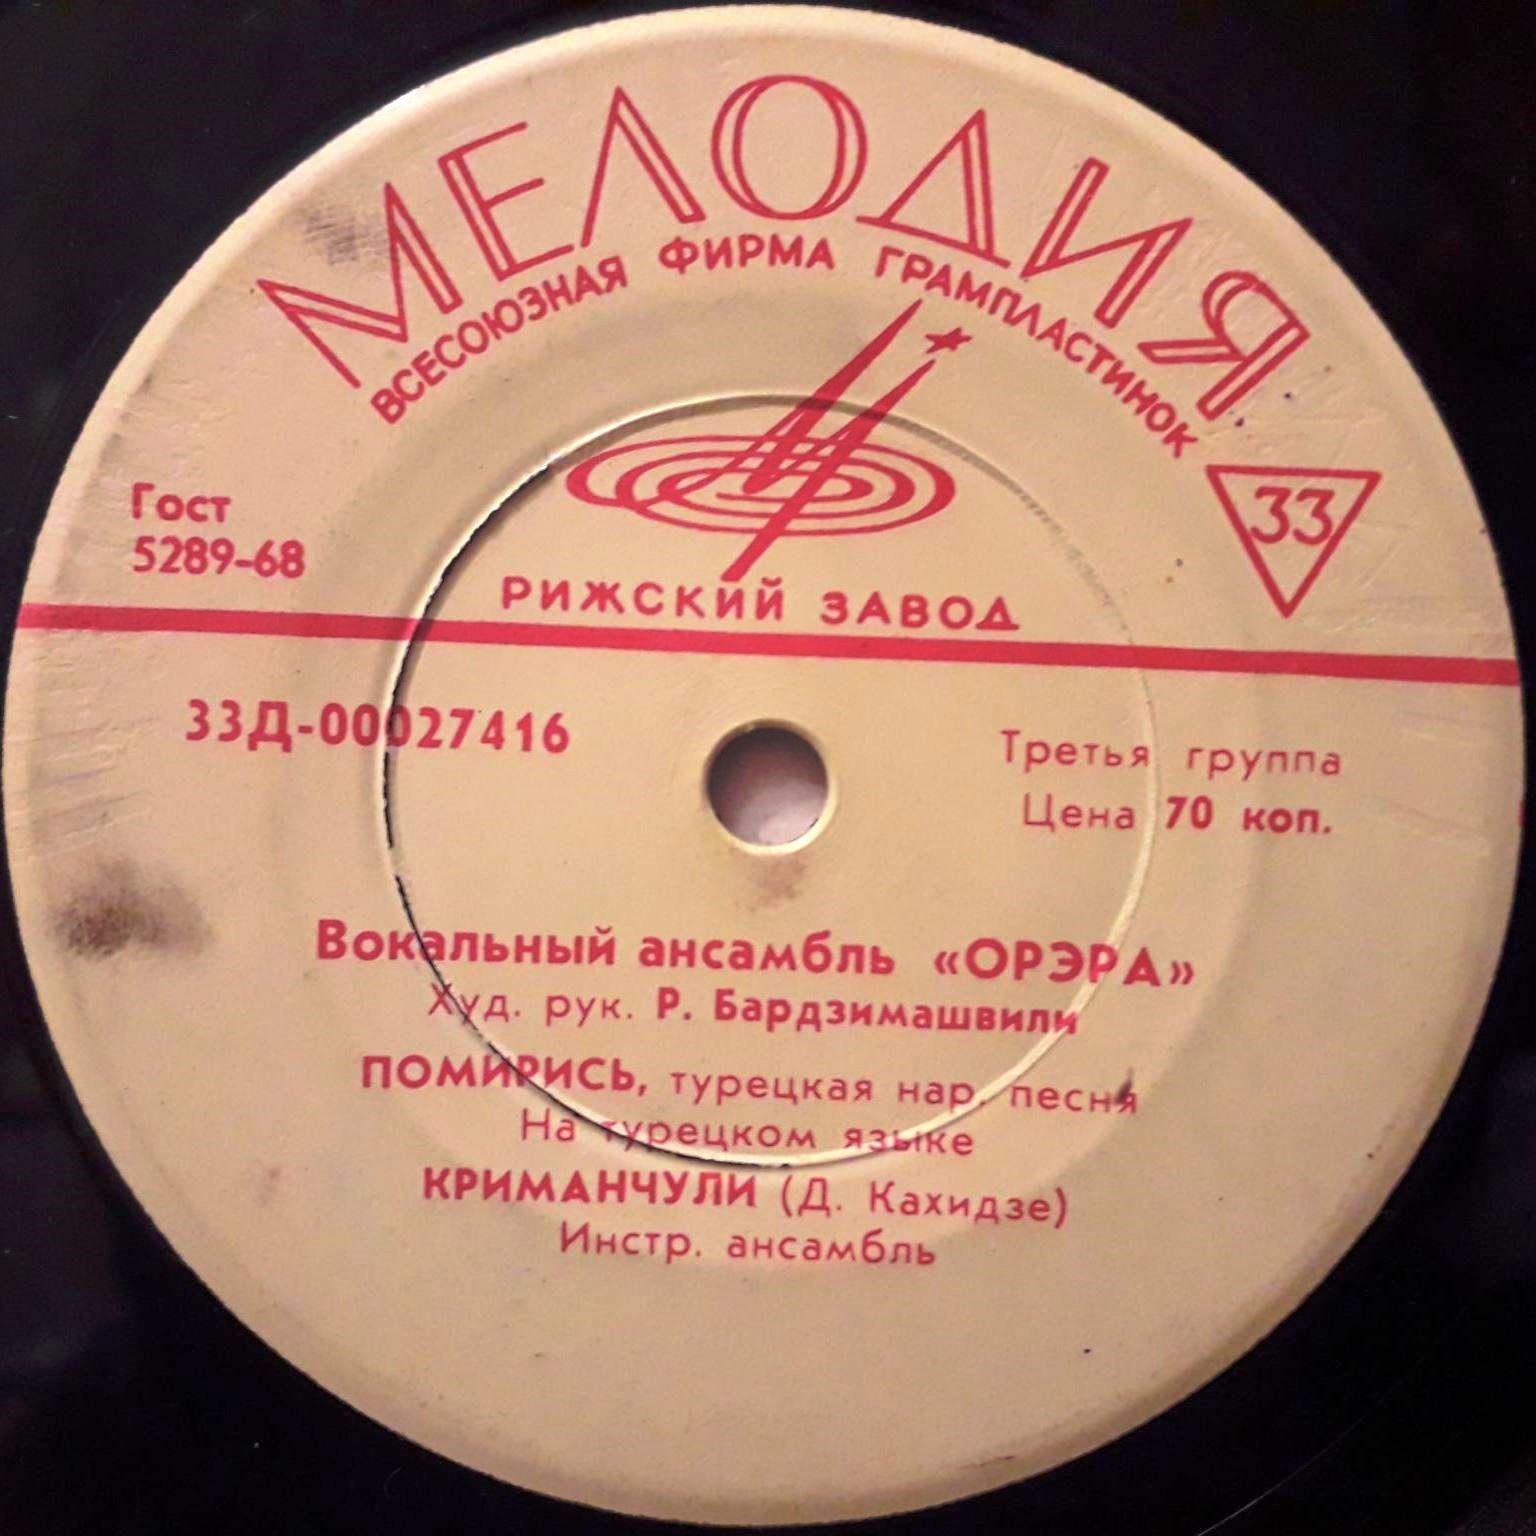 МЕЛОДИЯ
ВСЕСОЮЗНАЯ ФИРМА ГРАМПЛАСТИНОК
33
Гост
5289-68
РИЖСКИЙ ЗАВОД
33Д-00027416
Третья группа
Цена 70 коп.
Вокальный ансамбль «ОРЭРА»
Худ. рук. Р. Бардзимашвили
ПОМИРИСЬ, турецкая нар. песня
На турецком языке
КРИМАНЧУЛИ (Д. Кахидзе)
Инстр. ансамбль